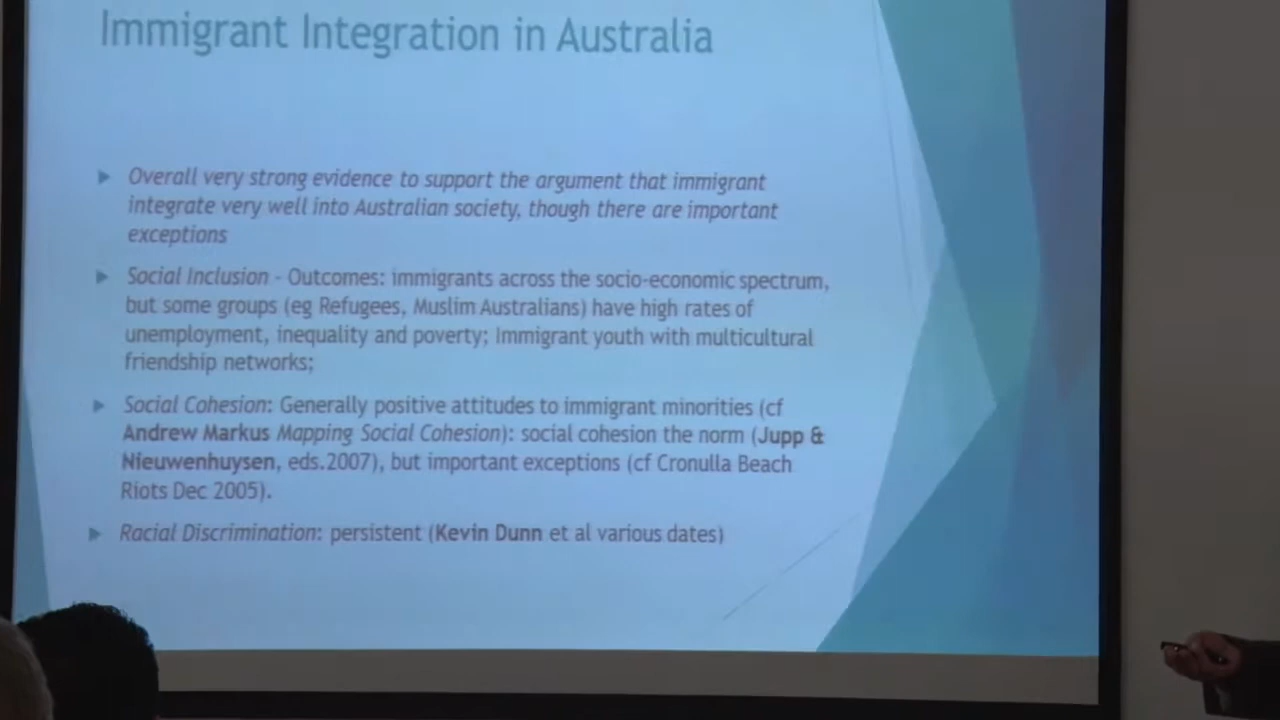 Immigrant Integration in Australia
Overall very strong evidence to support the argument that immigrant
integrate very well into Australian society, though there are important
exceptions
Social Inclusion - Outcomes: immigrants across the socio-economic spectrum,
but some groups (eg Refugees, Muslim Australians) have high rates of
unemployment, inequality and poverty; Immigrant youth with multicultural
friendship networks;
Social Cohesion: Generally positive attitudes to immigrant minorities (cf
Andrew Markus Mapping Social Cohesion): social cohesion the norm (Jupp &
Nieuwenhuysen, eds.2007), but important exceptions (cf Cronulla Beach
Riots Dec 2005).
Racial Discrimination: persistent (Kevin Dunn et al various dates)